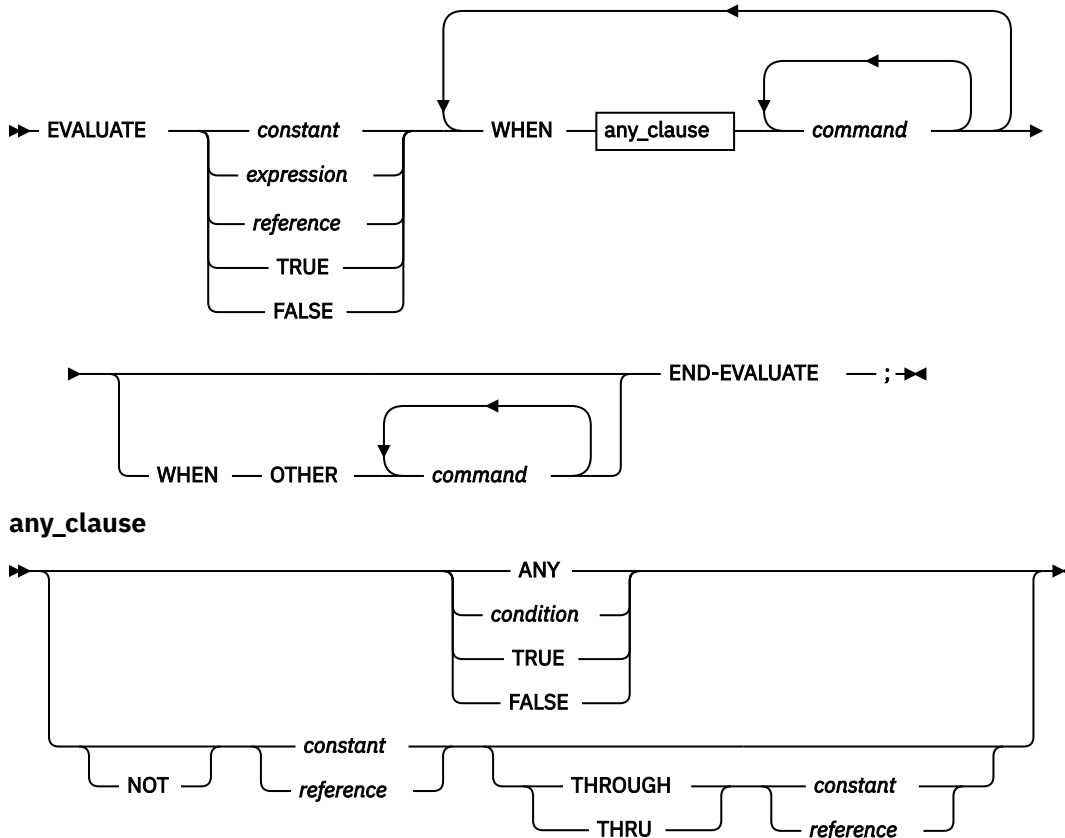 EVALUATE constant WHEN any_clause command
expression
reference
TRUE
FALSE
END-EVALUATE ;
WHEN OTHER command
any_clause
ANY
condition
TRUE
FALSE
constant
NOT reference
THROUGH constant
THRU reference